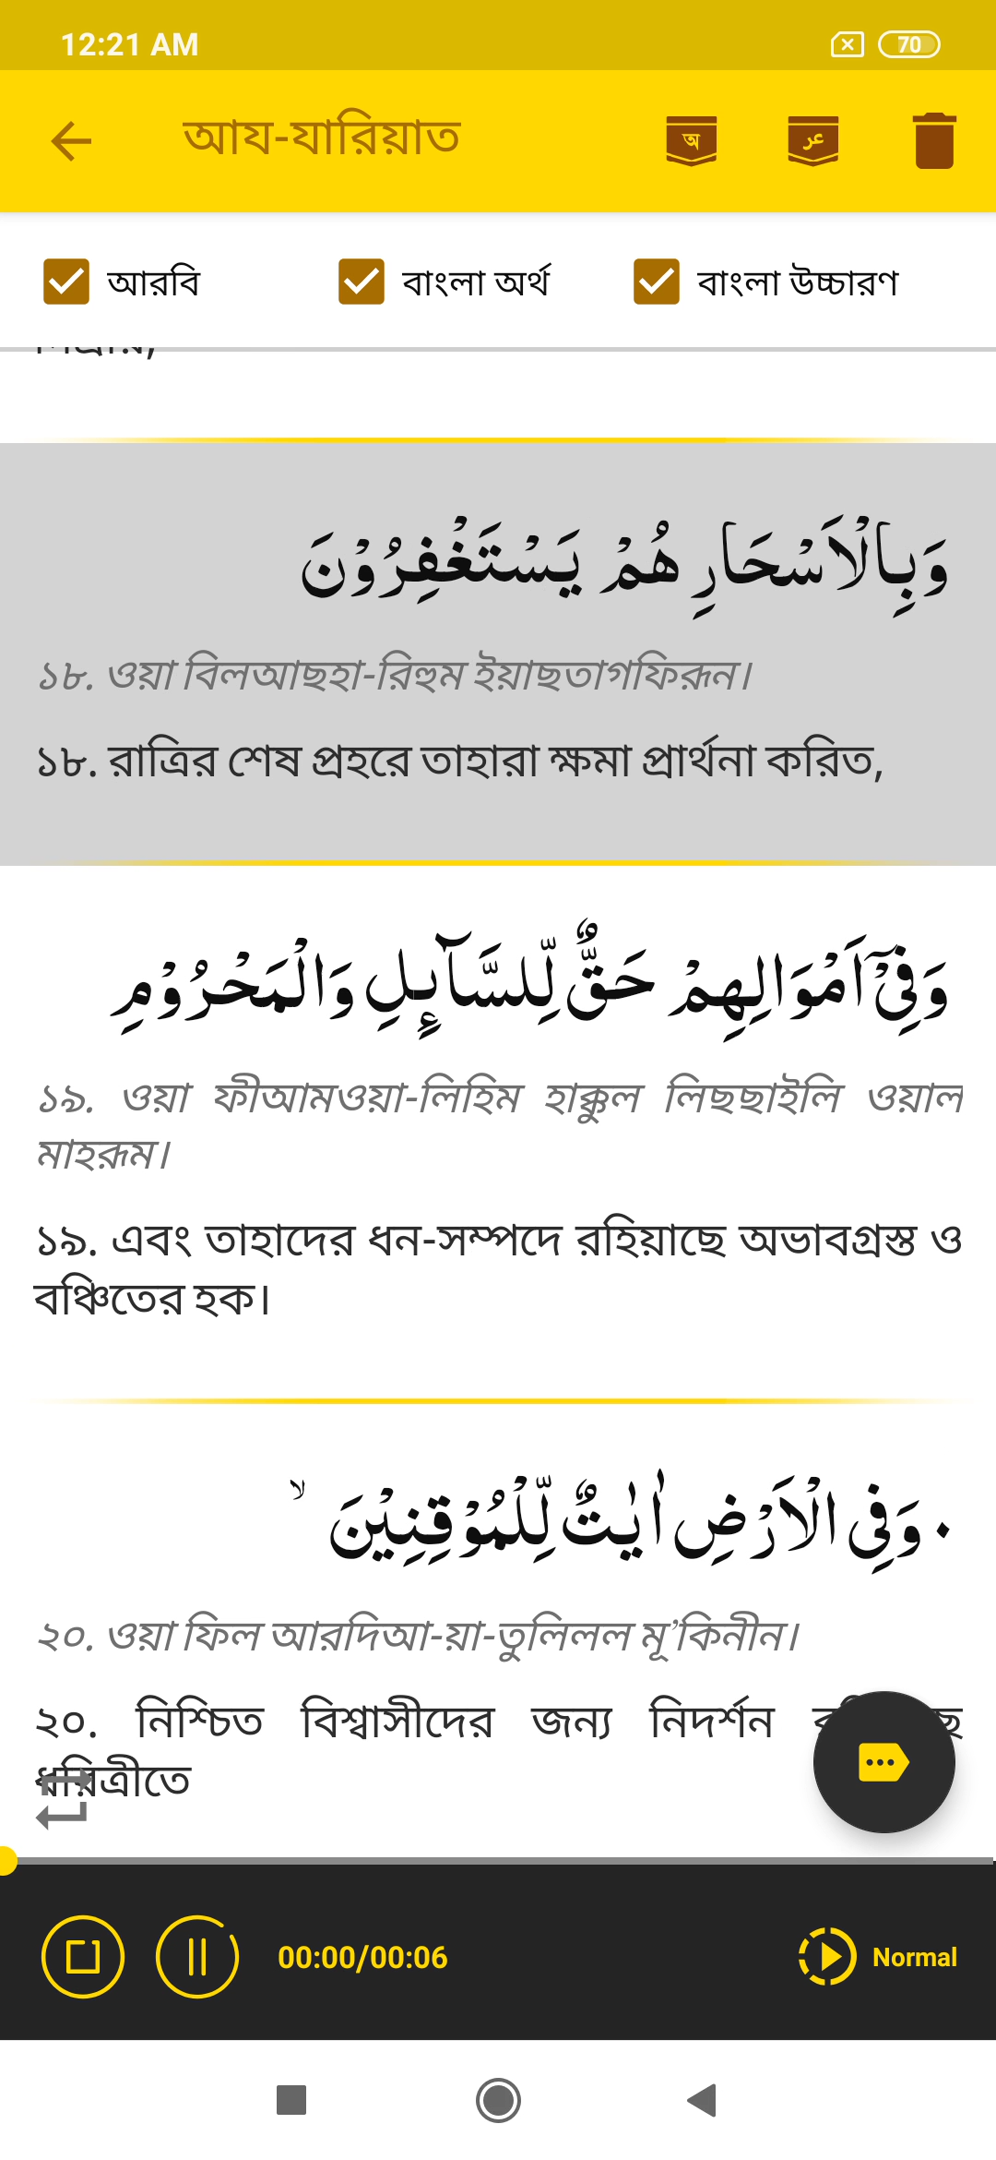 12:21 AM
70
আয-যারিয়াত
অ
عر
আরবি
বাংলা অর্থ
বাংলা উচ্চারণ
وَبِالْاَسْحَارِ هُمْ يَسْتَغْفِرُوْنَ
১৮. ওয়া বিলআছহা-রিহুম ইয়াছতাগফিরূন।
১৮. রাত্রির শেষ প্রহরে তাহারা ক্ষমা প্রার্থনা করিত,
وَفِيْٓ اَمْوَالِهِمْ حَقٌّ لِّلسَّآىِٕلِ وَالْمَحْرُوْمِ
১৯. ওয়া ফীআমওয়া-লিহিম হাক্কুল লিছছাইলি ওয়াল
মাহরূম।
১৯. এবং তাহাদের ধন-সম্পদে রহিয়াছে অভাবগ্রস্ত ও
বঞ্চিতের হক।
۰ وَفِى الْاَرْضِ اٰيٰتٌ لِّلْمُوْقِنِيْنَ ۙ
২০. ওয়া ফিল আরদিআ-য়া-তুলিলল মূ’কিনীন।
২০. নিশ্চিত বিশ্বাসীদের জন্য নিদর্শন
ধরিত্রীতে
00:00/00:06
Normal